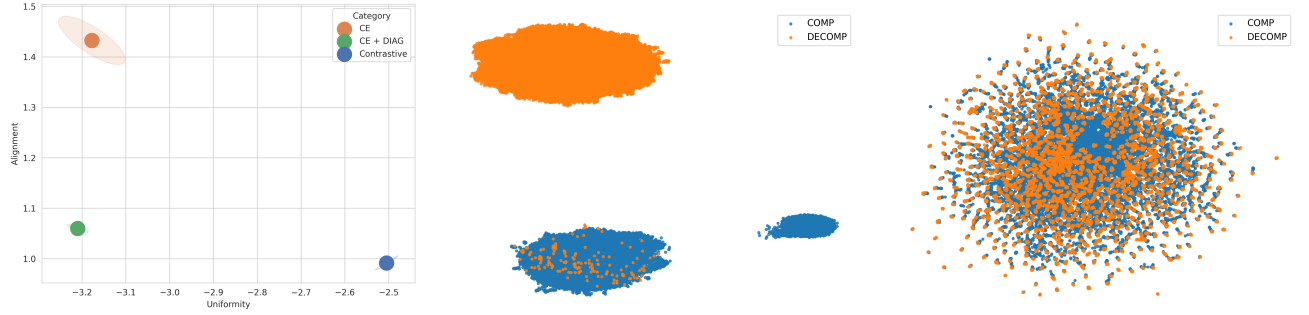 1.5
1.4
1.3
1.2
1.1
1.0
Alignment
−3.2
−3.1
−3.0
−2.9
−2.8
−2.7
−2.6
−2.5
Uniformity
Category
CE
CE + DIAG
Contrastive
COMP
DECOMP
COMP
DECOMP